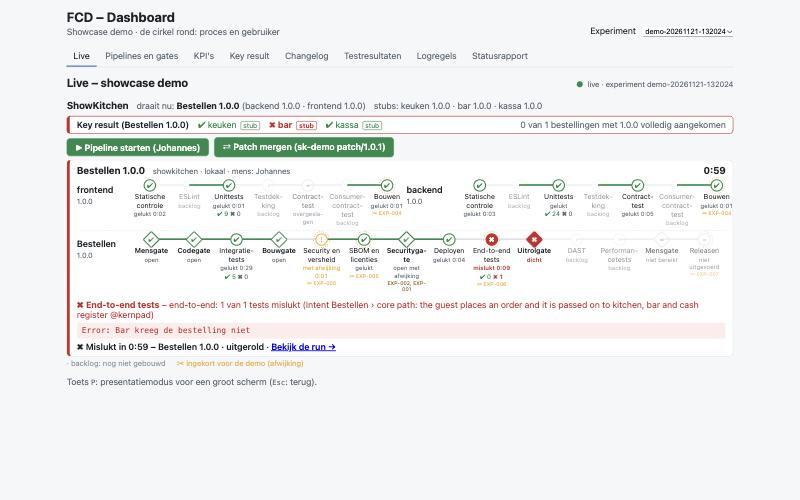 FCD – Dashboard
Showcase demo · de cirkel rond: proces en gebruiker
Experiment demo-20261121-132024
Live Pipelines en gates KPI's Key result Changelog Testresultaten Logregels Statusrapport
Live – showcase demo
live · experiment demo-20261121-132024
ShowKitchen draait nu: Bestellen 1.0.0 (backend 1.0.0 · frontend 1.0.0) stubs: keuken 1.0.0 · bar 1.0.0 · kassa 1.0.0
Key result (Bestellen 1.0.0) ✔ keuken stub ✖ bar stub ✔ kassa stub 0 van 1 bestellingen met 1.0.0 volledig aangekomen
▶ Pipeline starten (Johannes) ⇄ Patch mergen (sk-demo patch/1.0.1)
Bestellen 1.0.0 showkitchen · lokaal · mens: Johannes 0:59
frontend
1.0.0
Statische controle
gelukt 0:02
ESLint
backlog
Unittests
gelukt 0:01
✔ 9 ✖ 0
Testdek-king
backlog
Contract-test
overgesla-gen
Consumer-contract-test
backlog
Bouwen
gelukt 0:01
✂ EXP-004
backend
1.0.0
Statische controle
gelukt 0:03
ESLint
backlog
Unittests
gelukt
✔ 24 ✖ 0
Testdek-king
backlog
Contract-test
gelukt 0:05
Consumer-contract-test
backlog
Bouwen
gelukt 0:01
✂ EXP-004
Bestellen
1.0.0
Mensgate
open
Codegate
open
Integratie-tests
gelukt 0:29
✔ 5 ✖ 0
Bouwgate
open
Security en versheid
met afwijking
0:01
✂ EXP-006
SBOM en licenties
gelukt
✂ EXP-005
Securityga-te
open met afwijking
EXP-002, EXP-001
Deployen
gelukt 0:04
End-to-end tests
mislukt 0:09
✔ 0 ✖ 1
✂ EXP-006
Uitrolgate
dicht
DAST
backlog
Performan-cetests
backlog
Mensgate
niet bereikt
Releasen
niet uitgevoerd
✂ EXP-007
✖ End-to-end tests – end-to-end: 1 van 1 tests mislukt (Intent Bestellen › core path: the guest places an order and it is passed on to kitchen, bar and cash
register @kernpad)
Error: Bar kreeg de bestelling niet
✖ Mislukt in 0:59 – Bestellen 1.0.0 · uitgerold · Bekijk de run →
· backlog: nog niet gebouwd ✂ ingekort voor de demo (afwijking)
Toets P: presentatiemodus voor een groot scherm (Esc: terug).